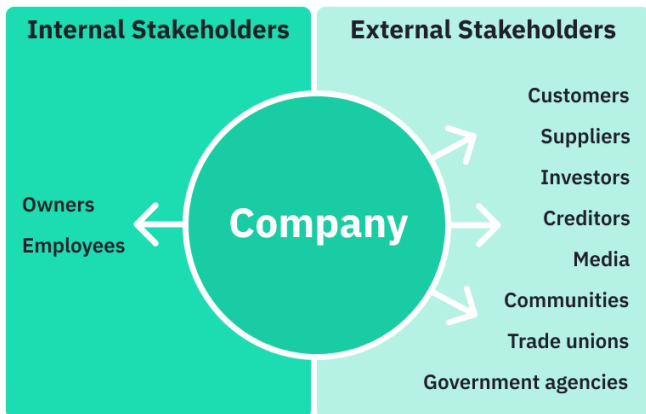 Internal Stakeholders
External Stakeholders
Owners
Employees
Company
Customers
Suppliers
Investors
Creditors
Media
Communities
Trade unions
Government agencies